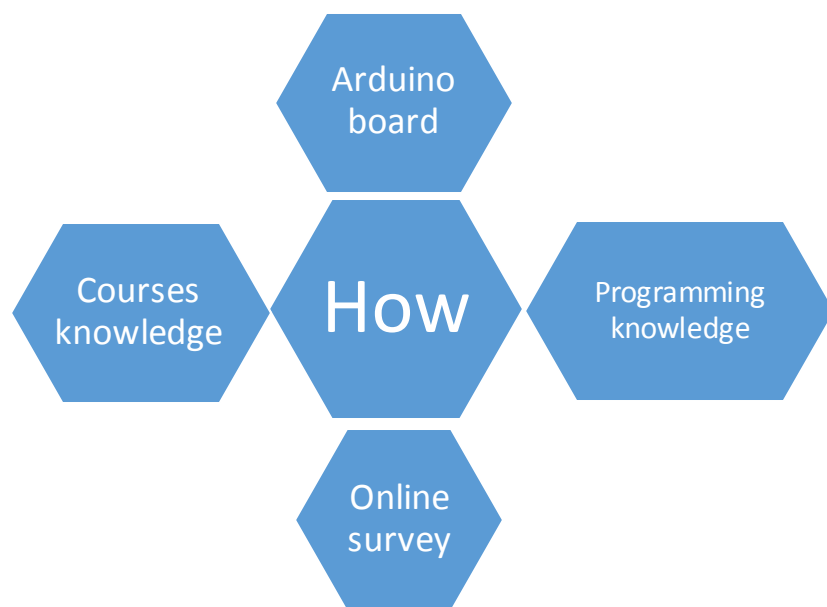 Arduino
board
Courses
knowledge
How
Programming
knowledge
Online
survey